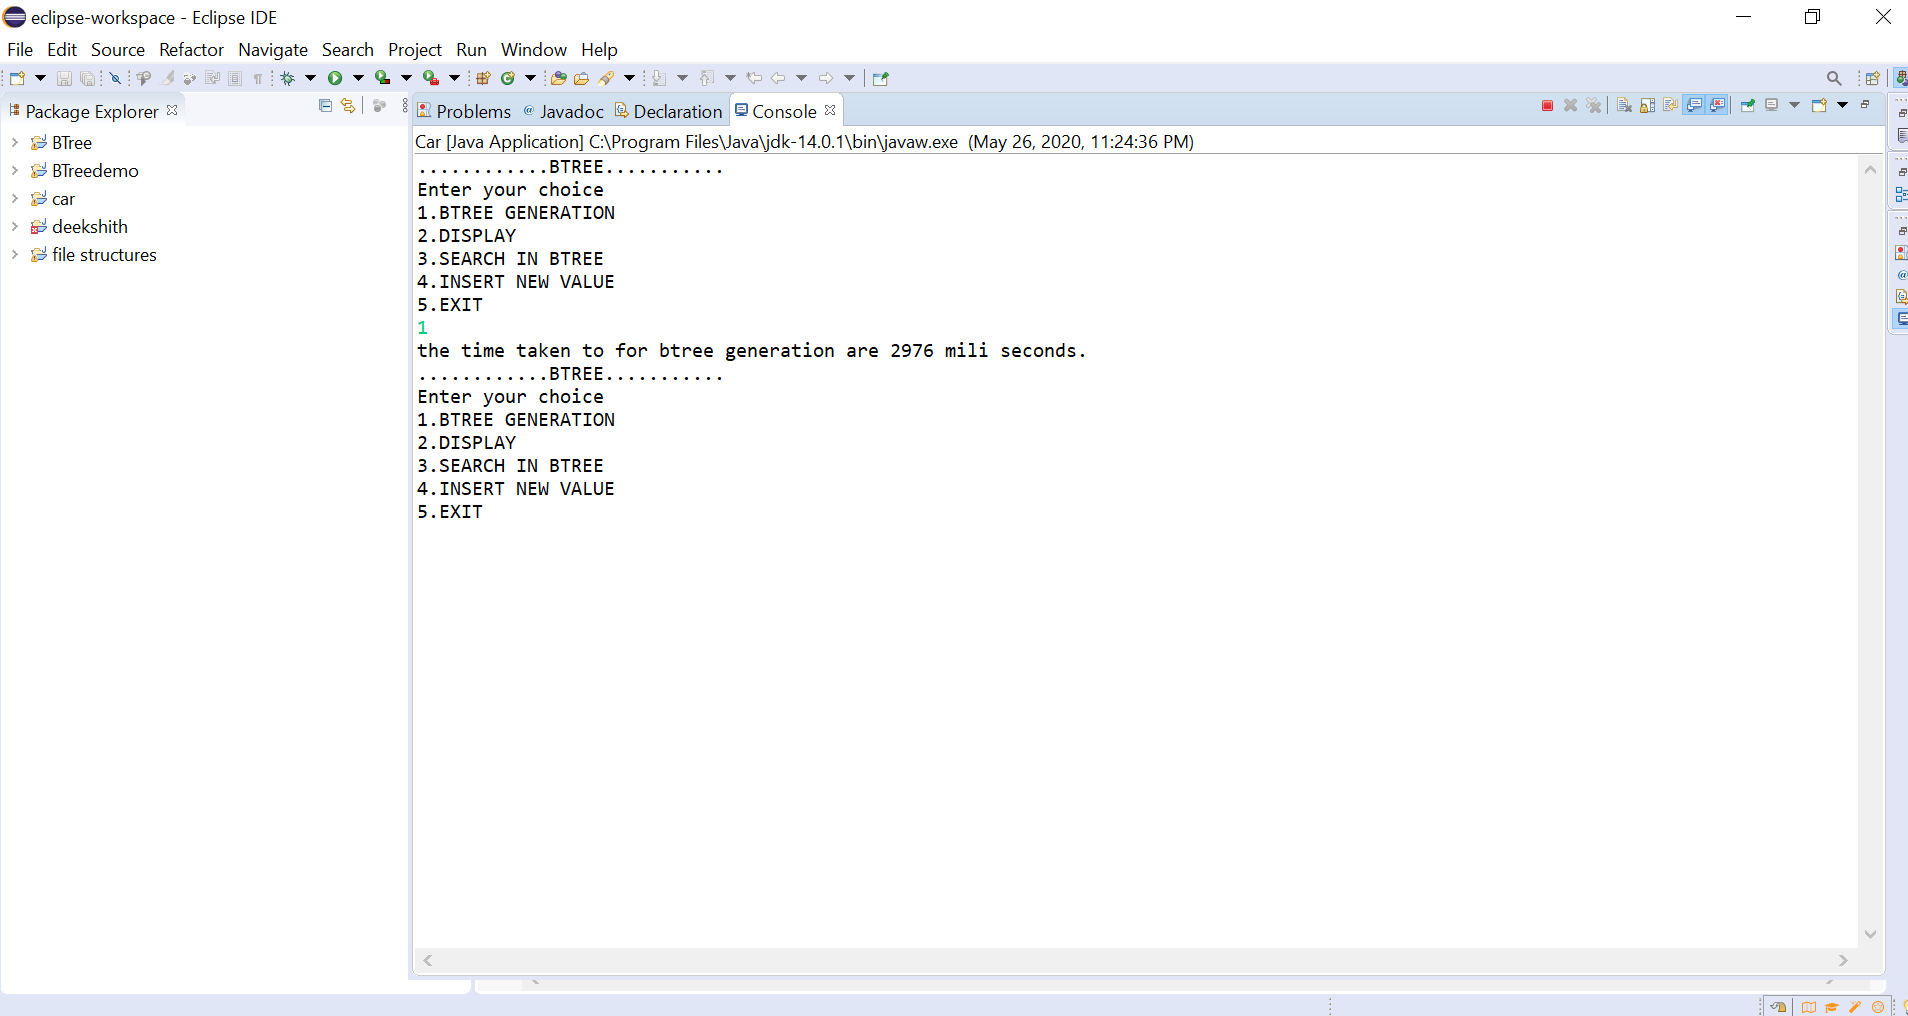 eclipse-workspace - Eclipse IDE
File Edit Source Refactor Navigate Search Project Run Window Help
Package Explorer
BTree
BTreedemo
car
deekshith
file structures
Problems @ Javadoc Declaration Console
Car [Java Application] C:\Program Files\Java\jdk-14.0.1\bin\javaw.exe (May 26, 2020, 11:24:36 PM)
............BTREE...........
Enter your choice
1.BTREE GENERATION
2.DISPLAY
3.SEARCH IN BTREE
4.INSERT NEW VALUE
5.EXIT
1
the time taken to for btree generation are 2976 mili seconds.
............BTREE...........
Enter your choice
1.BTREE GENERATION
2.DISPLAY
3.SEARCH IN BTREE
4.INSERT NEW VALUE
5.EXIT